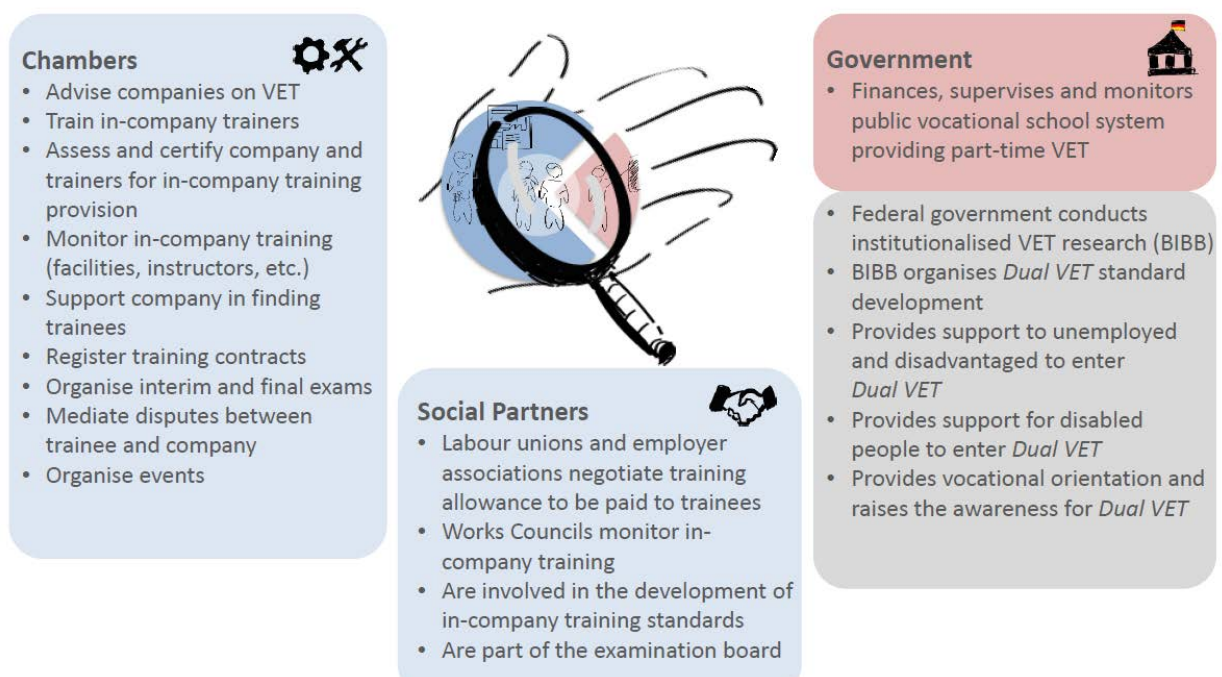 Chambers
• Advise companies on VET
• Train in-company trainers
• Assess and certify company and
trainers for in-company training
provision
• Monitor in-company training
(facilities, instructors, etc.)
• Support company in finding
trainees
• Register training contracts
• Organise interim and final exams
• Mediate disputes between
trainee and company
• Organise events
Social Partners
• Labour unions and employer
associations negotiate training
allowance to be paid to trainees
• Works Councils monitor in-
company training
• Are involved in the development of
in-company training standards
• Are part of the examination board
Government
• Finances, supervises and monitors
public vocational school system
providing part-time VET
• Federal government conducts
institutionalised VET research (BIBB)
• BIBB organises Dual VET standard
development
• Provides support to unemployed
and disadvantaged to enter
Dual VET
• Provides support for disabled
people to enter Dual VET
• Provides vocational orientation and
raises the awareness for Dual VET